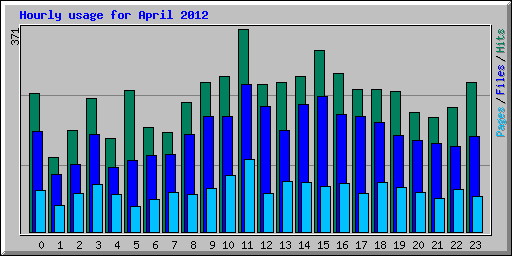 Hourly usage for April 2012
371
Pages / Files / Hits
0 1 2 3 4 5 6 7 8 9 10 11 12 13 14 15 16 17 18 19 20 21 22 23